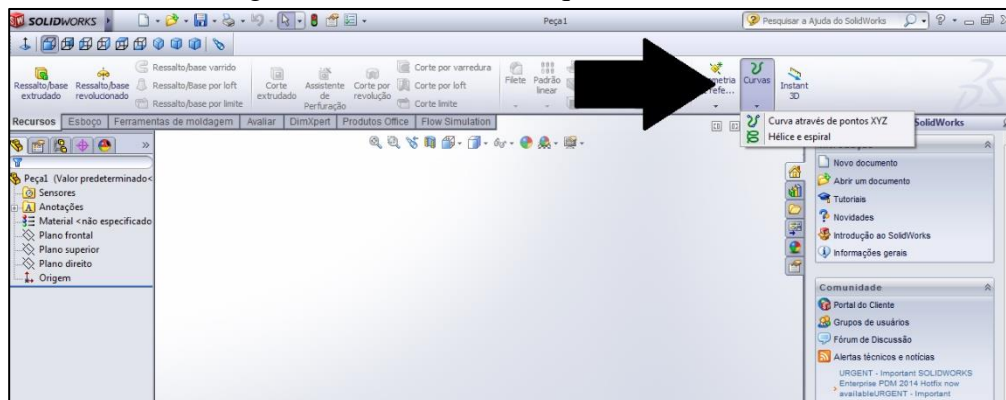 SOLIDWORKS
Peça1
Pesquisar a Ajuda do SolidWorks
Ressalto/base extrudado
Ressalto/base revolucionado
Ressalto/base varrido
Ressalto/base por loft
Ressalto/base por limite
Corte extrudado
Assistente de Perfuração
Corte por revolução
Corte por varredura
Corte por loft
Corte limite
Filete
Padrão linear
Curvas
Instant 3D
Curva através de pontos XYZ
Hélice e espiral
Recursos
Esboço
Ferramentas de moldagem
Avaliar
DimXpert
Produtos Office
Flow Simulation
SolidWorks
Peça1 (Valor predeterminado<
Sensores
Anotações
Material <não especificado
Plano frontal
Plano superior
Plano direito
Origem
Novo documento
Abrir um documento
Tutoriais
Novidades
Introdução ao SolidWorks
Informações gerais
Comunidade
Portal do Cliente
Grupos de usuários
Fórum de Discussão
Alertas técnicos e notícias
URGENT - Important SOLIDWORKS
Enterprise PDM 2014 Hotfix now
availableURGENT - Important